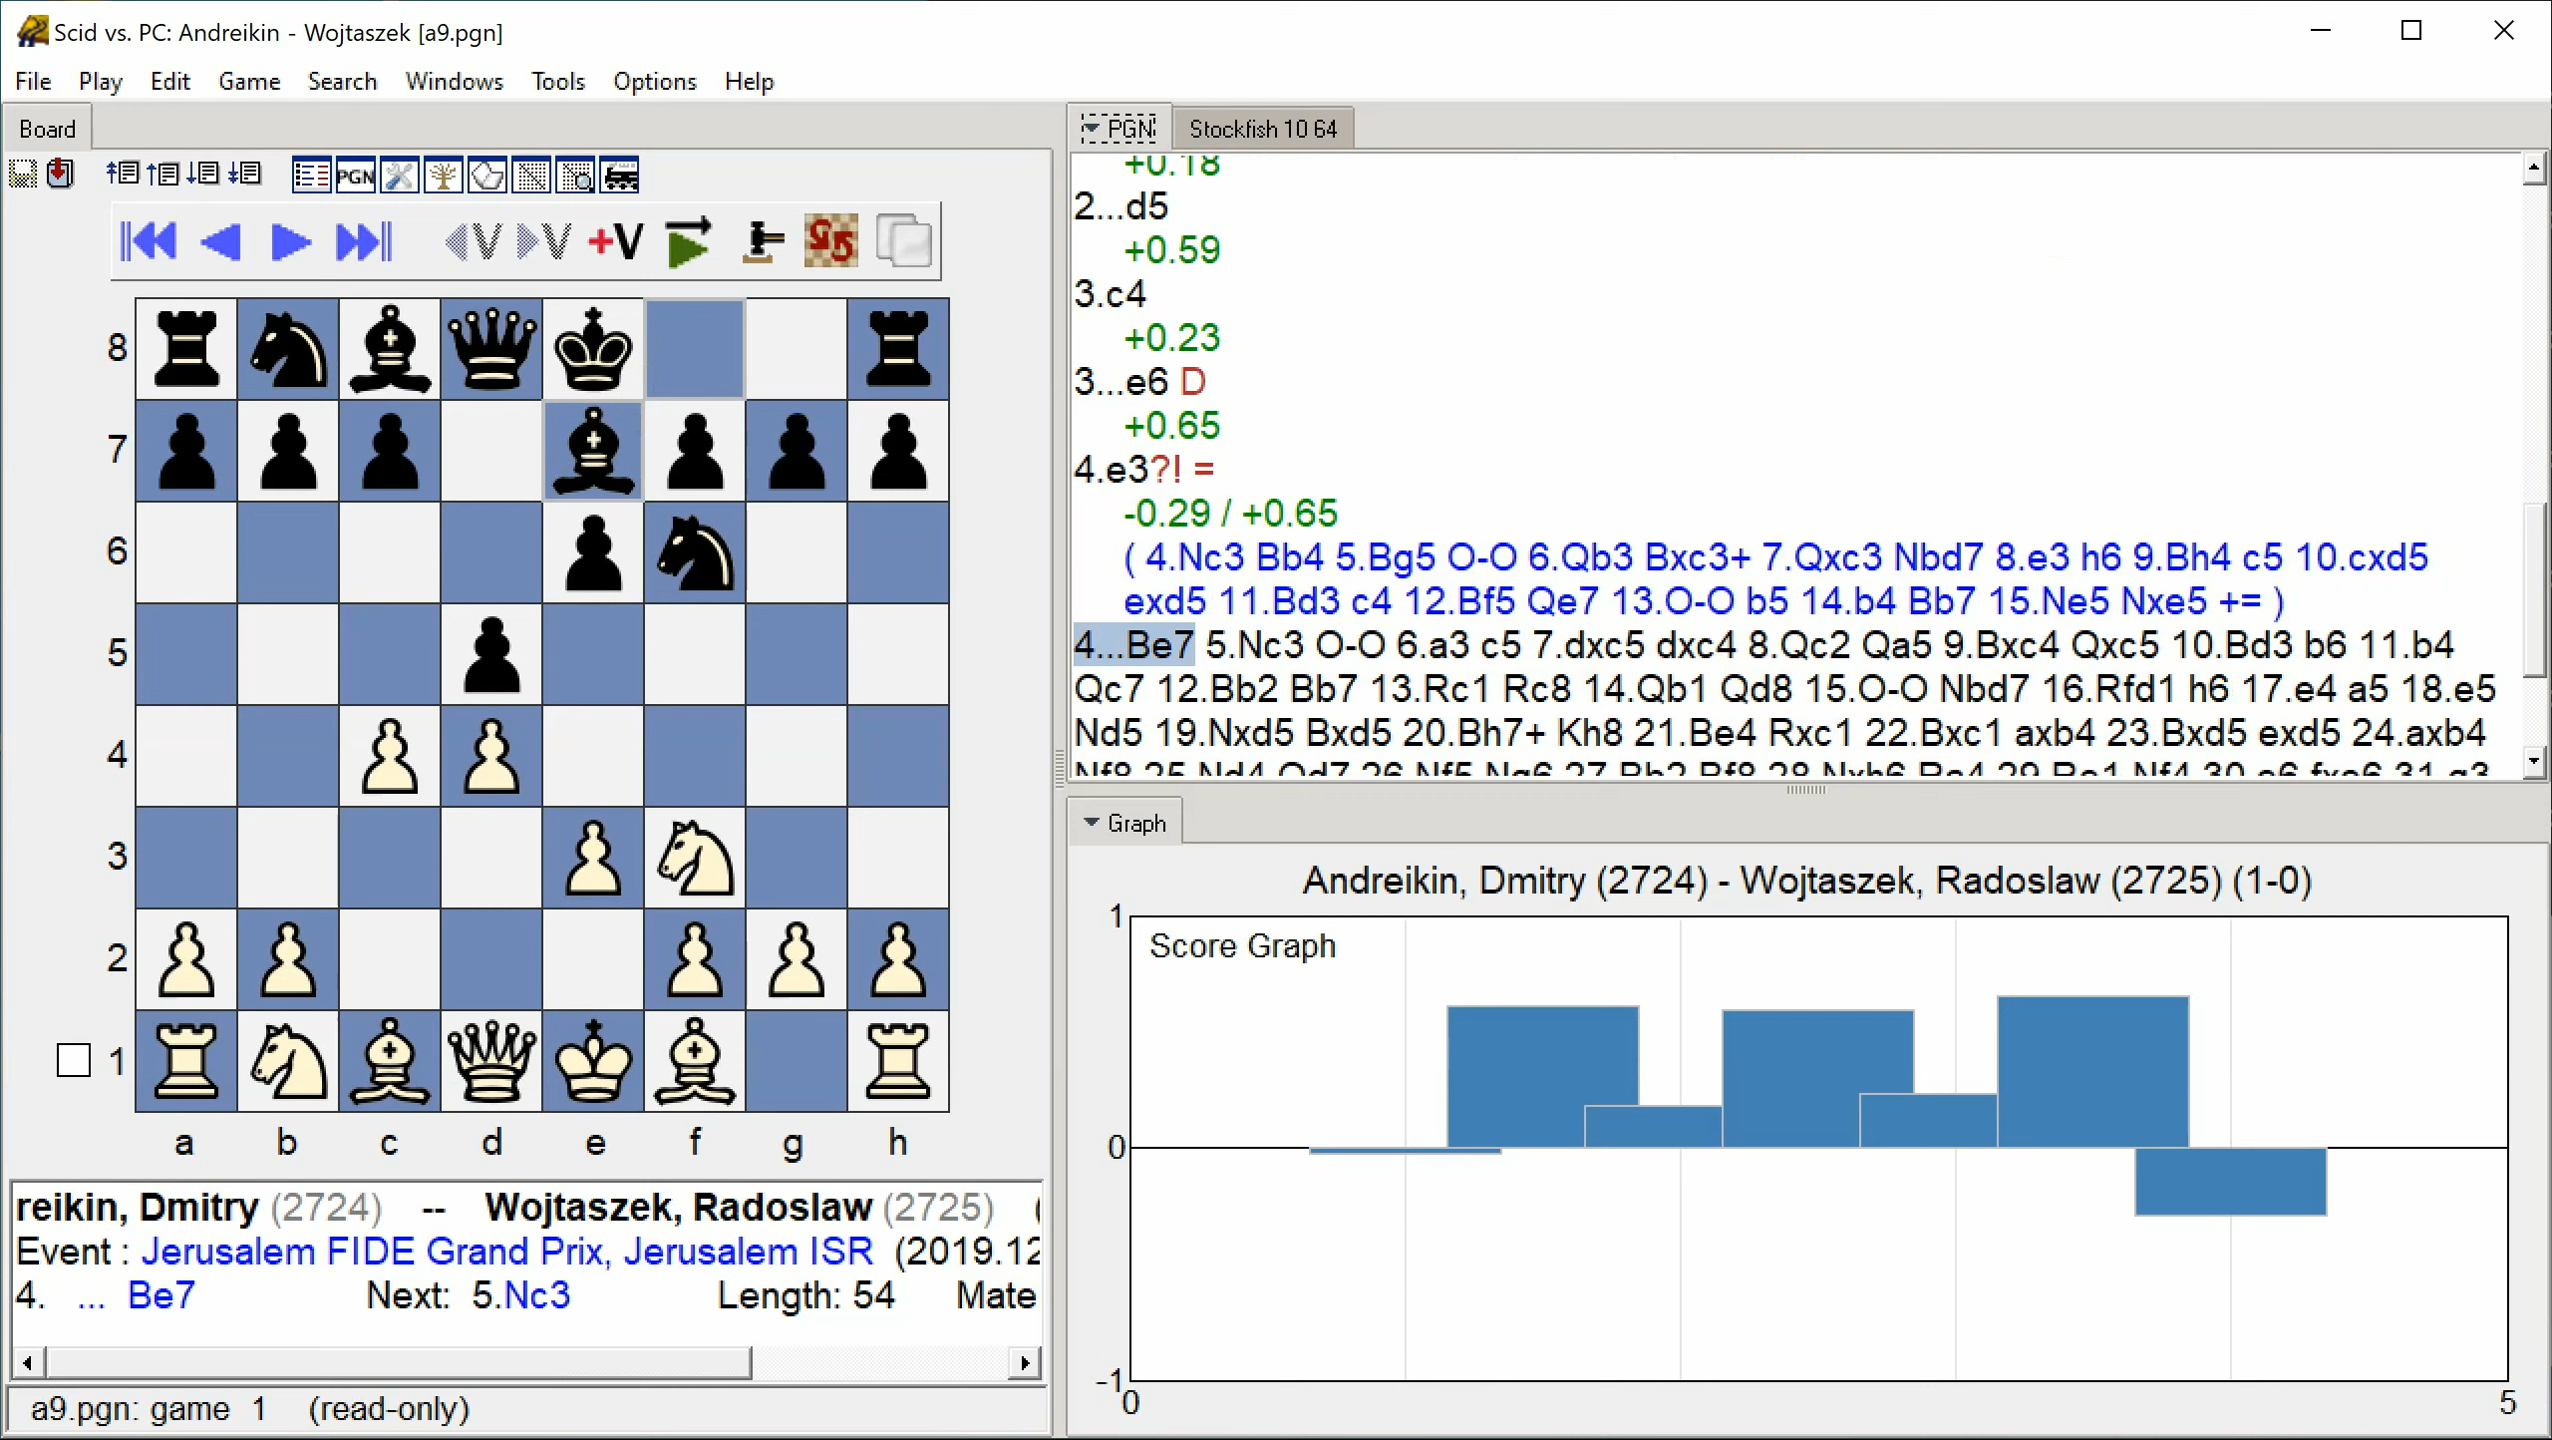 Scid vs. PC: Andreikin - Wojtaszek [a9.pgn]
File Play Edit Game Search Windows Tools Options Help
Board
PGN
8
7
6
5
4
3
2
1
a b c d e f g h
reikin, Dmitry (2724) -- Wojtaszek, Radoslaw (2725) (
Event : Jerusalem FIDE Grand Prix, Jerusalem ISR (2019.12
4. ... Be7 Next: 5.Nc3 Length: 54 Mate
a9.pgn: game 1 (read-only)
PGN Stockfish 10 64
+0.18
2...d5
+0.59
3.c4
+0.23
3...e6 D
+0.65
4.e3?! =
-0.29 / +0.65
( 4.Nc3 Bb4 5.Bg5 O-O 6.Qb3 Bxc3+ 7.Qxc3 Nbd7 8.e3 h6 9.Bh4 c5 10.cxd5
exd5 11.Bd3 c4 12.Bf5 Qe7 13.O-O b5 14.b4 Bb7 15.Ne5 Nxe5 += )
4...Be7 5.Nc3 O-O 6.a3 c5 7.dxc5 dxc4 8.Qc2 Qa5 9.Bxc4 Qxc5 10.Bd3 b6 11.b4
Qc7 12.Bb2 Bb7 13.Rc1 Rc8 14.Qb1 Qd8 15.O-O Nbd7 16.Rfd1 h6 17.e4 a5 18.e5
Nd5 19.Nxd5 Bxd5 20.Bh7+ Kh8 21.Be4 Rxc1 22.Bxc1 axb4 23.Bxd5 exd5 24.axb4
Graph
Andreikin, Dmitry (2724) - Wojtaszek, Radoslaw (2725) (1-0)
Score Graph
1
0
-1
0 5